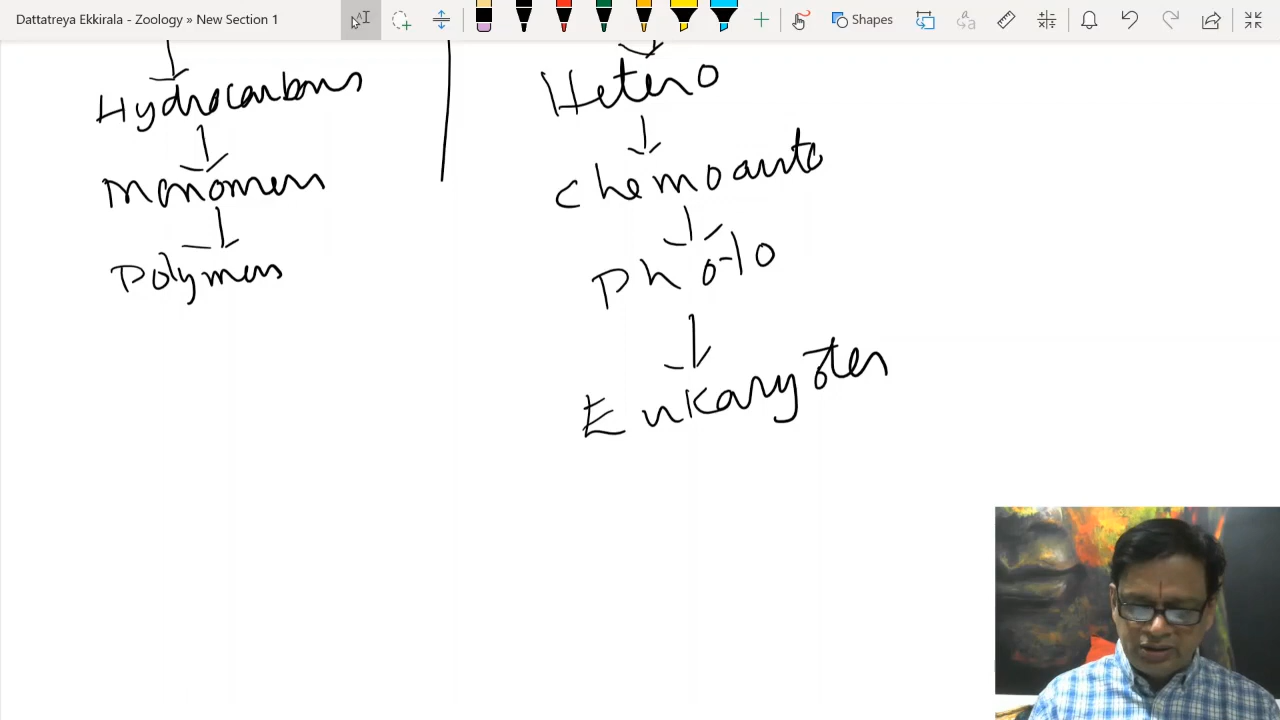 Dattatreya Ekkirala - Zoology » New Section 1
Shapes
Hydrocarbons
Monomers
Polymers
Hetero
Chemoauto
Photo
Eukaryotes